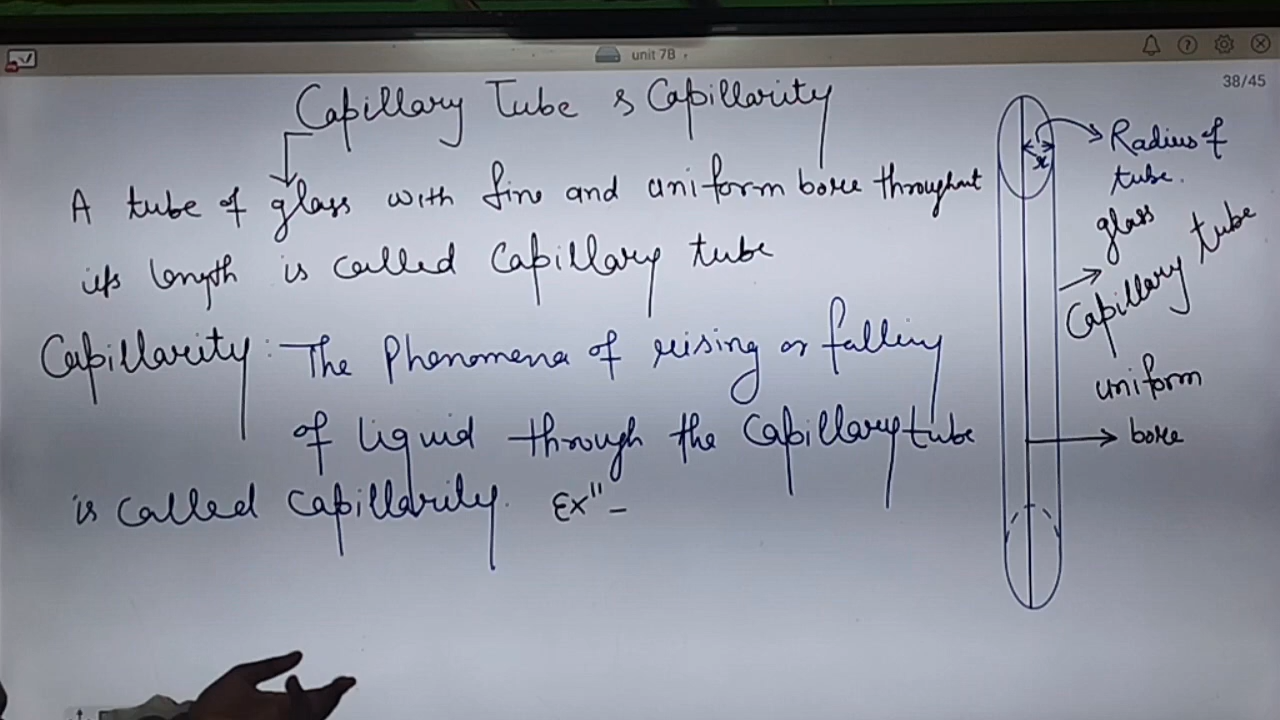 unit 7B
38/45
Capillary Tube & Capillarity
A tube of glass with fine and uniform bore throughout
its length is called Capillary tube
Capillarity: The Phenomena of rising or falling
of liquid through the Capillary tube
is called Capillarity. Ex" -
r
Radius of
tube.
glass
Capillary tube
uniform
bore